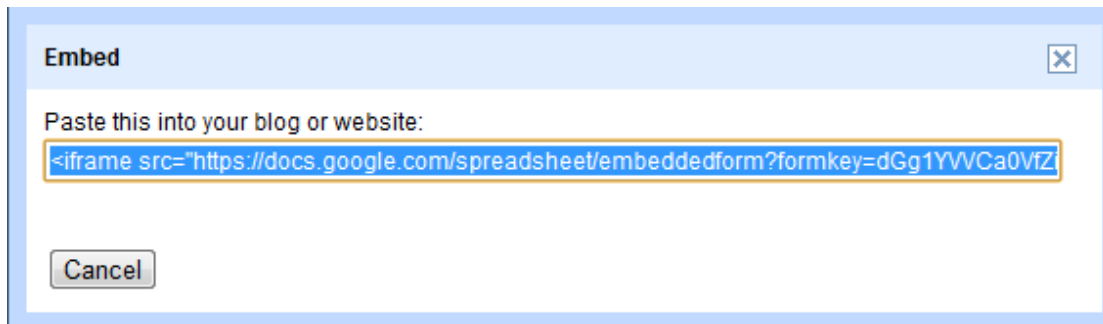 Embed
Paste this into your blog or website:
<iframe src="https://docs.google.com/spreadsheet/embeddedform?formkey=dGg1YVVCa0VfZ
Cancel